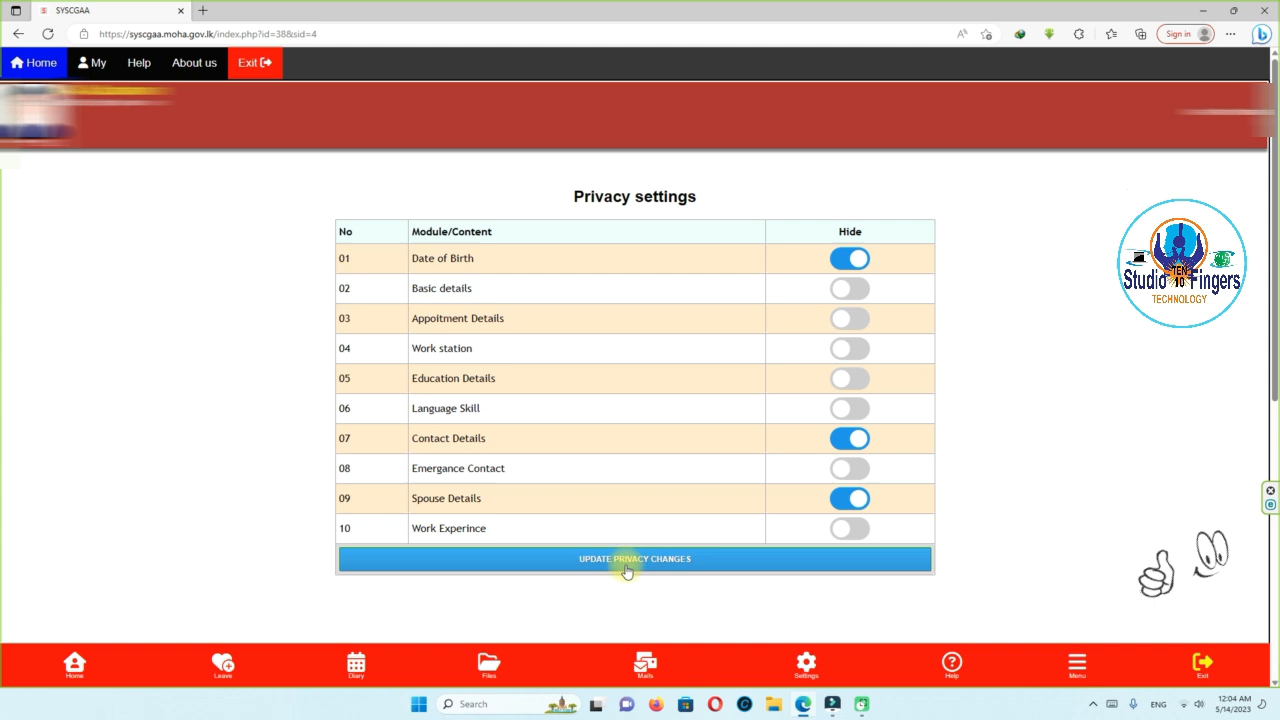 SYSCGAA
https://syscgaa.moha.gov.lk/index.php?id=38&sid=4
Sign in
Home
My
Help
About us
Exit
Privacy settings
No Module/Content Hide
01 Date of Birth
02 Basic details
03 Appoitment Details
04 Work station
05 Education Details
06 Language Skill
07 Contact Details
08 Emergance Contact
09 Spouse Details
10 Work Experince
UPDATE PRIVACY CHANGES
TEN
Studio 10 Fingers
TECHNOLOGY
Home
Leave
Diary
Files
Mails
Settings
Help
Menu
Exit
Search
ENG
12:04 AM
5/14/2023